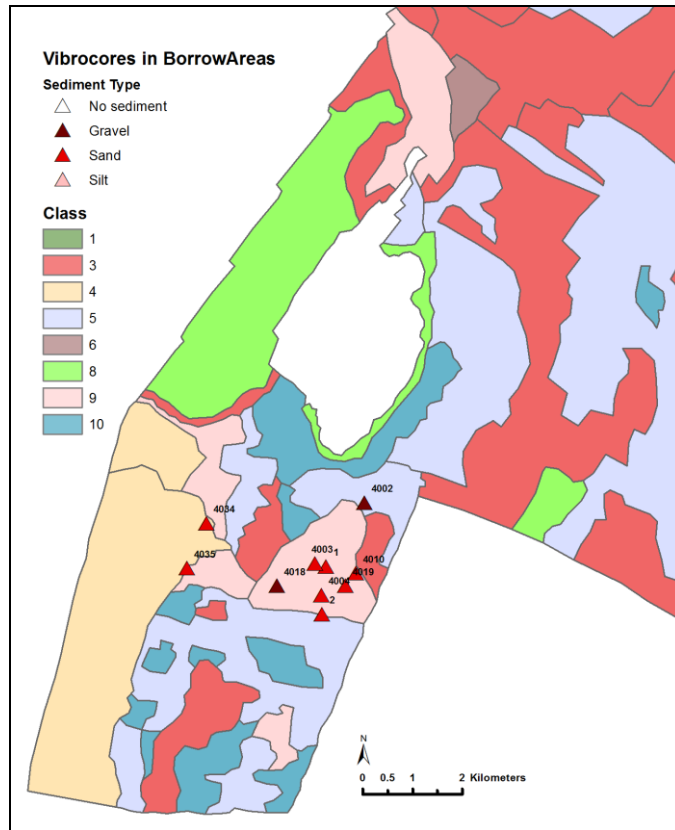 Vibrocores in BorrowAreas
Sediment Type
No sediment
Gravel
Sand
Silt
Class
1
3
4
5
6
8
9
10
4002
4034
4003
1
4010
4035
4018
4019
4004
2
N
0 0.5 1 2 Kilometers